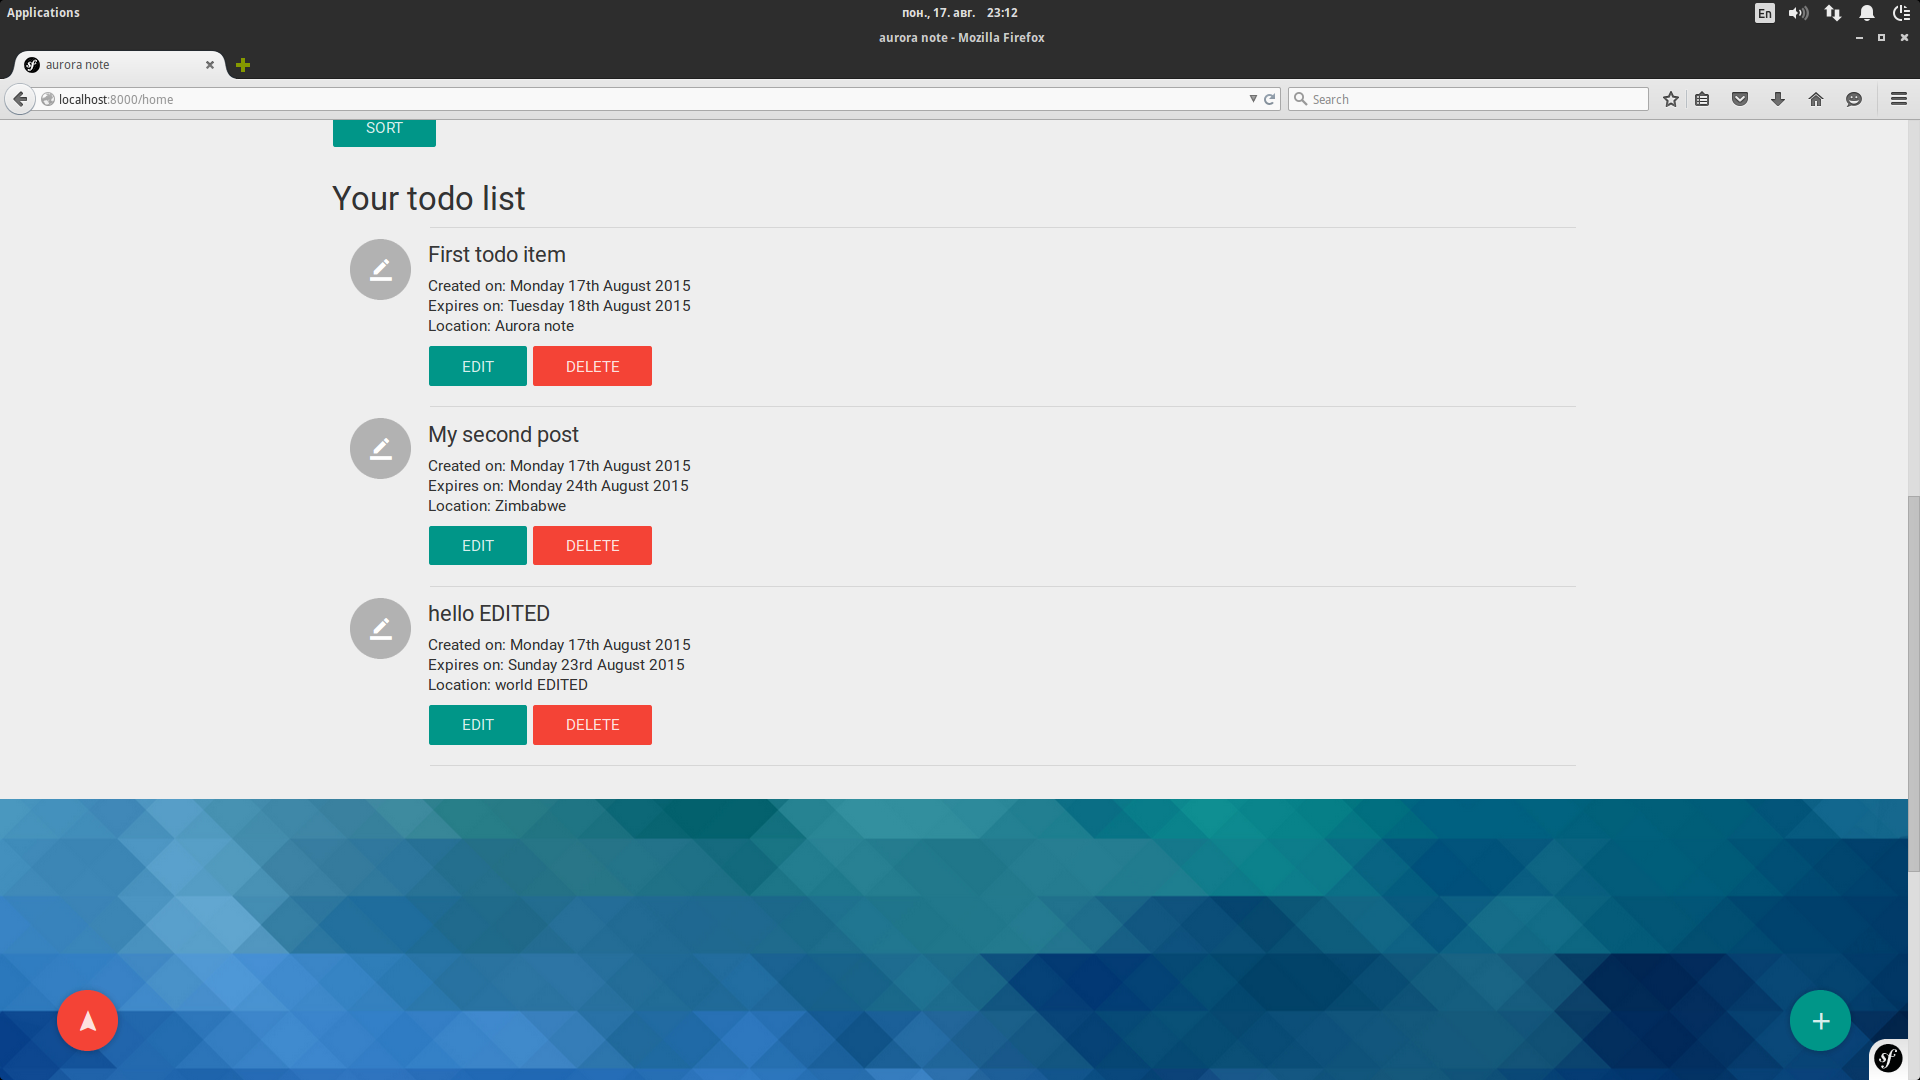 Applications
пон., 17. авг. 23:12
En
aurora note - Mozilla Firefox
aurora note
localhost:8000/home
Search
SORT
Your todo list
First todo item
Created on: Monday 17th August 2015
Expires on: Tuesday 18th August 2015
Location: Aurora note
EDIT DELETE
My second post
Created on: Monday 17th August 2015
Expires on: Monday 24th August 2015
Location: Zimbabwe
EDIT DELETE
hello EDITED
Created on: Monday 17th August 2015
Expires on: Sunday 23rd August 2015
Location: world EDITED
EDIT DELETE
sf